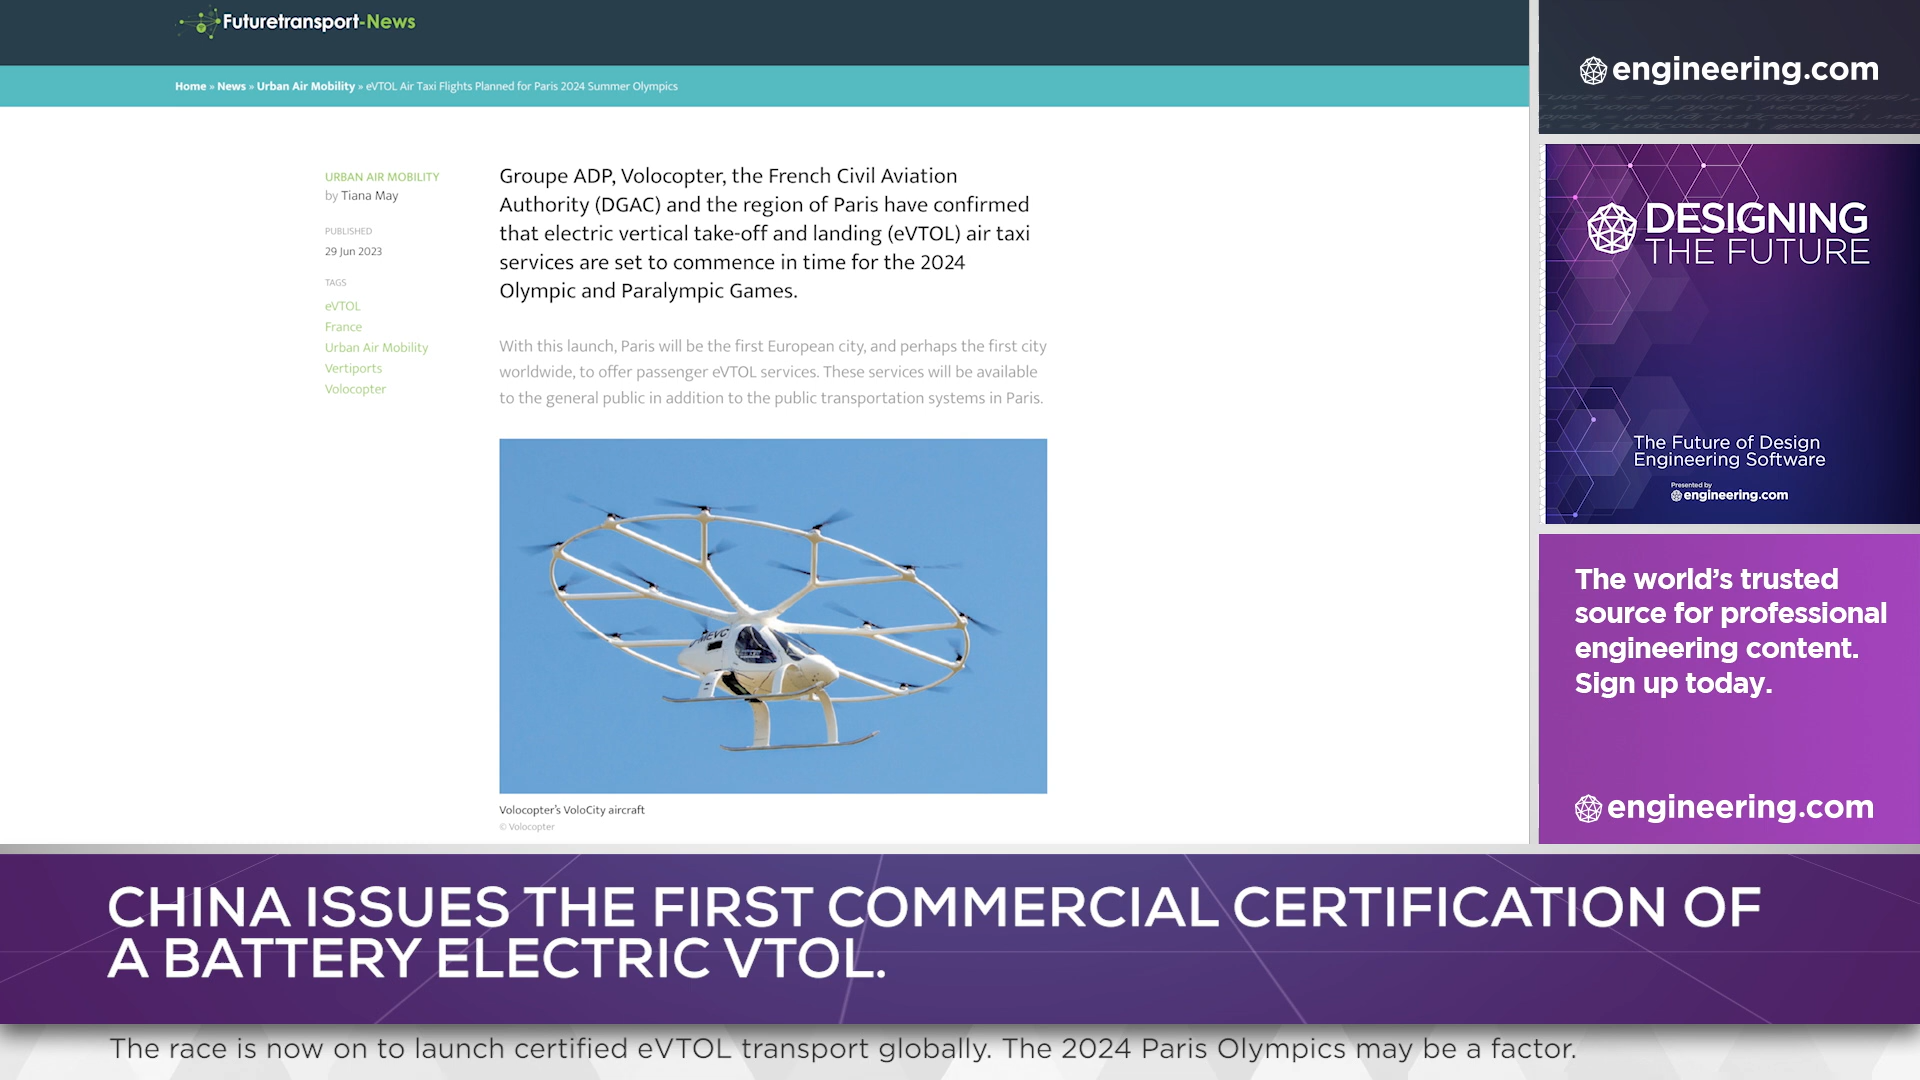 Futuretransport-News
Home » News » Urban Air Mobility » eVTOL Air Taxi Flights Planned for Paris 2024 Summer Olympics
URBAN AIR MOBILITY
by Tiana May
PUBLISHED
29 Jun 2023
TAGS
eVTOL
France
Urban Air Mobility
Vertiports
Volocopter
Groupe ADP, Volocopter, the French Civil Aviation
Authority (DGAC) and the region of Paris have confirmed
that electric vertical take-off and landing (eVTOL) air taxi
services are set to commence in time for the 2024
Olympic and Paralympic Games.
With this launch, Paris will be the first European city, and perhaps the first city
worldwide, to offer passenger eVTOL services. These services will be available
to the general public in addition to the public transportation systems in Paris.
Volocopter’s VoloCity aircraft
© Volocopter
engineering.com
DESIGNING
THE FUTURE
The Future of Design
Engineering Software
Presented by
engineering.com
The world’s trusted
source for professional
engineering content.
Sign up today.
engineering.com
CHINA ISSUES THE FIRST COMMERCIAL CERTIFICATION OF
A BATTERY ELECTRIC VTOL.
The race is now on to launch certified eVTOL transport globally. The 2024 Paris Olympics may be a factor.